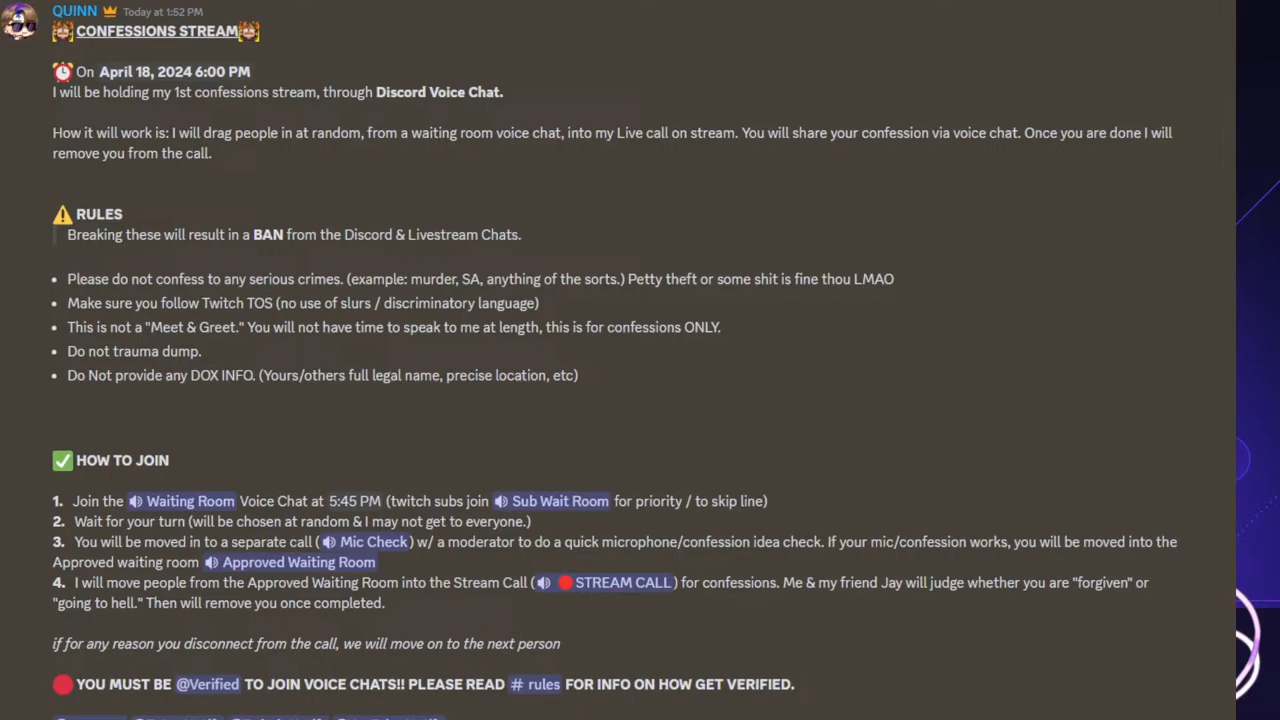 QUINN Today at 1:52 PM
CONFESSIONS STREAM
On April 18, 2024 6:00 PM
I will be holding my 1st confessions stream, through Discord Voice Chat.
How it will work is: I will drag people in at random, from a waiting room voice chat, into my Live call on stream. You will share your confession via voice chat. Once you are done I will
remove you from the call.
RULES
Breaking these will result in a BAN from the Discord & Livestream Chats.
• Please do not confess to any serious crimes. (example: murder, SA, anything of the sorts.) Petty theft or some shit is fine thou LMAO
• Make sure you follow Twitch TOS (no use of slurs / discriminatory language)
• This is not a "Meet & Greet." You will not have time to speak to me at length, this is for confessions ONLY.
• Do not trauma dump.
• Do Not provide any DOX INFO. (Yours/others full legal name, precise location, etc)
HOW TO JOIN
1. Join the Waiting Room Voice Chat at 5:45 PM (twitch subs join Sub Wait Room for priority / to skip line)
2. Wait for your turn (will be chosen at random & I may not get to everyone.)
3. You will be moved in to a separate call ( Mic Check ) w/ a moderator to do a quick microphone/confession idea check. If your mic/confession works, you will be moved into the
Approved waiting room Approved Waiting Room
4. I will move people from the Approved Waiting Room into the Stream Call ( STREAM CALL ) for confessions. Me & my friend Jay will judge whether you are "forgiven" or
"going to hell." Then will remove you once completed.
if for any reason you disconnect from the call, we will move on to the next person
YOU MUST BE @Verified TO JOIN VOICE CHATS!! PLEASE READ # rules FOR INFO ON HOW GET VERIFIED.